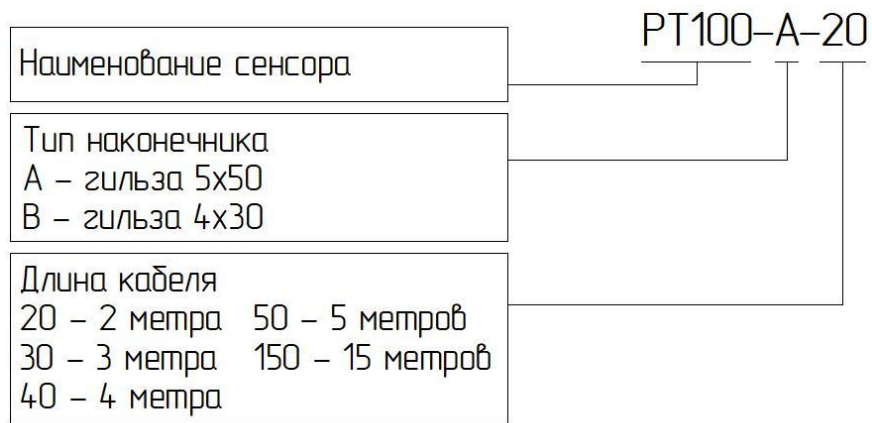 РТ100-А-20
Наименование сенсора
Тип наконечника
А – гильза 5х50
В – гильза 4х30
Длина кабеля
20 – 2 метра 50 – 5 метров
30 – 3 метра 150 – 15 метров
40 – 4 метра